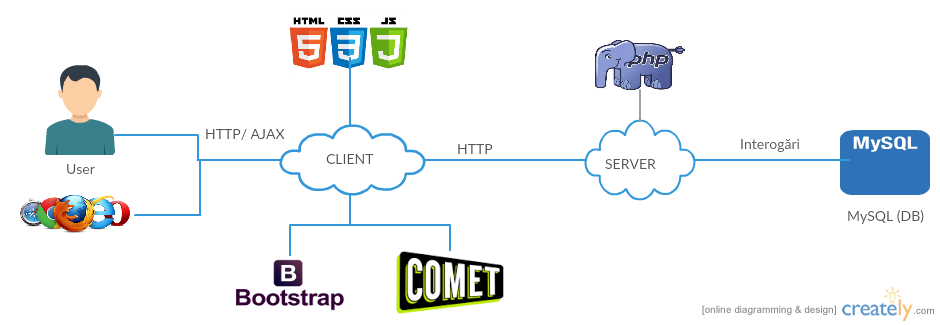 HTML CSS JS
php
HTTP/ AJAX
CLIENT
HTTP
SERVER
Interogări
MySQL
User
MySQL (DB)
B
Bootstrap
COMET
[online diagramming & design] creately.com